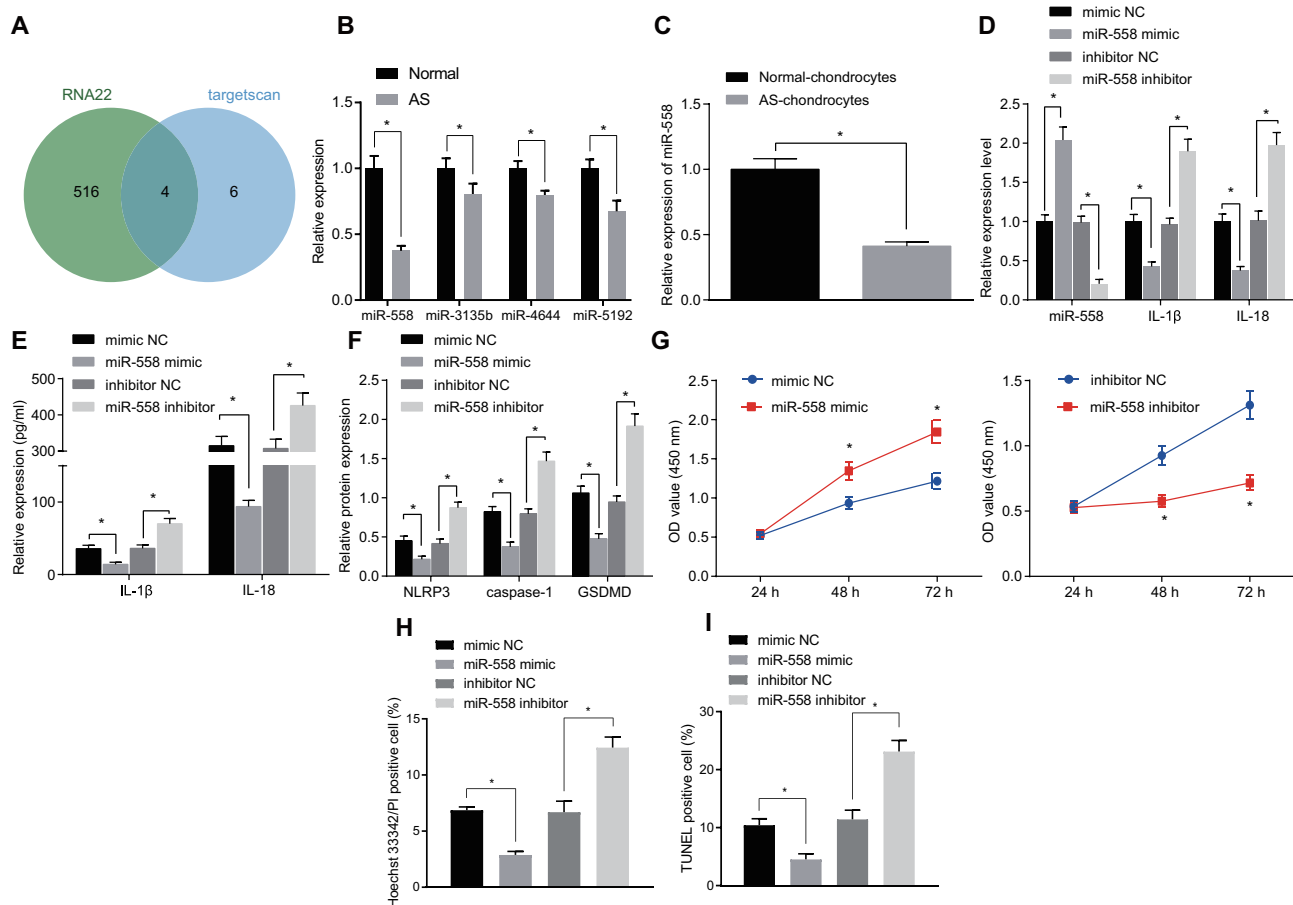 A
RNA22
targetscan
516
4
6
B
Normal
AS
Relative expression
1.5
1.0
0.5
0.0
* * * *
miR-558 miR-3135b miR-4644 miR-5192
C
Normal-chondrocytes
AS-chondrocytes
Relative expression of miR-558
1.5
1.0
0.5
0.0
*
D
mimic NC
miR-558 mimic
inhibitor NC
miR-558 inhibitor
Relative expression level
2.5
2.0
1.5
1.0
0.5
0.0
* * * * * *
miR-558 IL-1β IL-18
E
mimic NC
miR-558 mimic
inhibitor NC
miR-558 inhibitor
Relative expression (pg/ml)
500
400
300
100
0
* * * *
IL-1β IL-18
F
mimic NC
miR-558 mimic
inhibitor NC
miR-558 inhibitor
Relative protein expression
2.5
2.0
1.5
1.0
0.5
0.0
* * * * * *
NLRP3 caspase-1 GSDMD
G
mimic NC
miR-558 mimic
OD value (450 nm)
2.5
2.0
1.5
1.0
0.5
0.0
* *
24 h 48 h 72 h
inhibitor NC
miR-558 inhibitor
OD value (450 nm)
1.5
1.0
0.5
0.0
* *
24 h 48 h 72 h
H
mimic NC
miR-558 mimic
inhibitor NC
miR-558 inhibitor
Hoechst 33342/PI positive cell (%)
15
10
5
0
* *
I
mimic NC
miR-558 mimic
inhibitor NC
miR-558 inhibitor
TUNEL positive cell (%)
30
20
10
0
* *